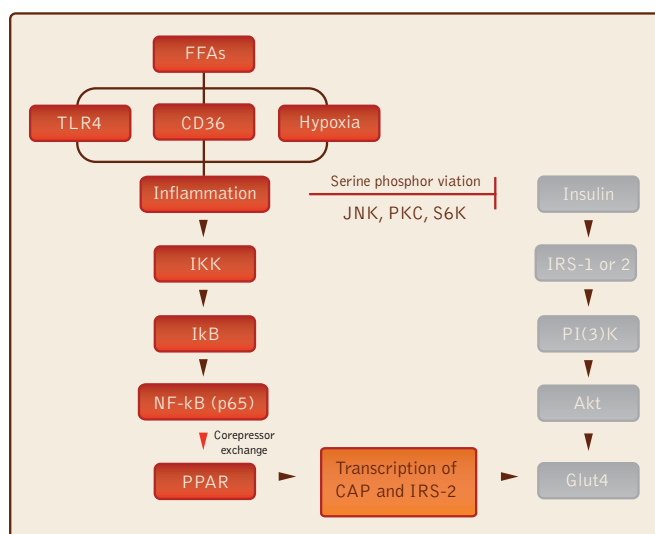 FFAs
TLR4
CD36
Hypoxia
Inflammation
Serine phosphor viation
JNK, PKC, S6K
Insulin
IKK
IRS-1 or 2
IkB
PI(3)K
NF-kB (p65)
Akt
Corepressor
exchange
PPAR
Transcription of
CAP and IRS-2
Glut4